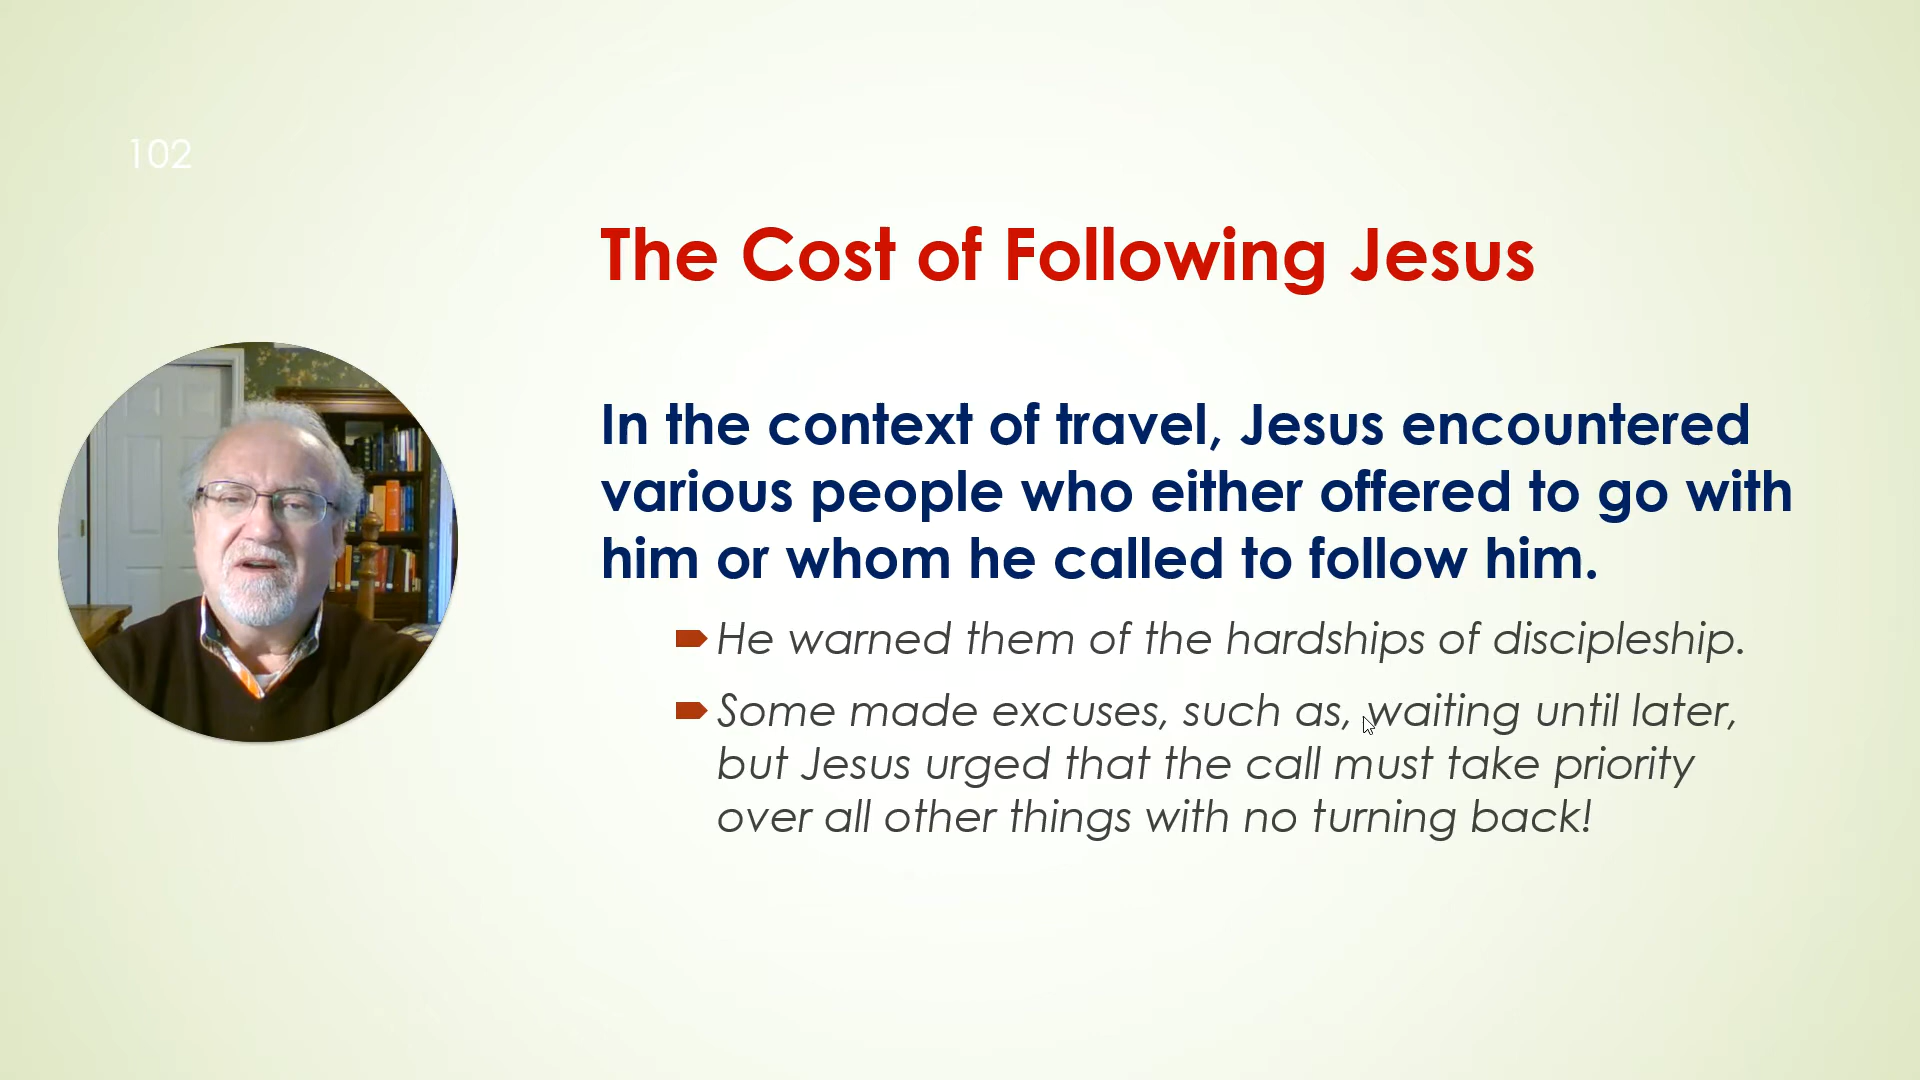 102
The Cost of Following Jesus
In the context of travel, Jesus encountered
various people who either offered to go with
him or whom he called to follow him.
He warned them of the hardships of discipleship.
Some made excuses, such as, waiting until later,
but Jesus urged that the call must take priority
over all other things with no turning back!